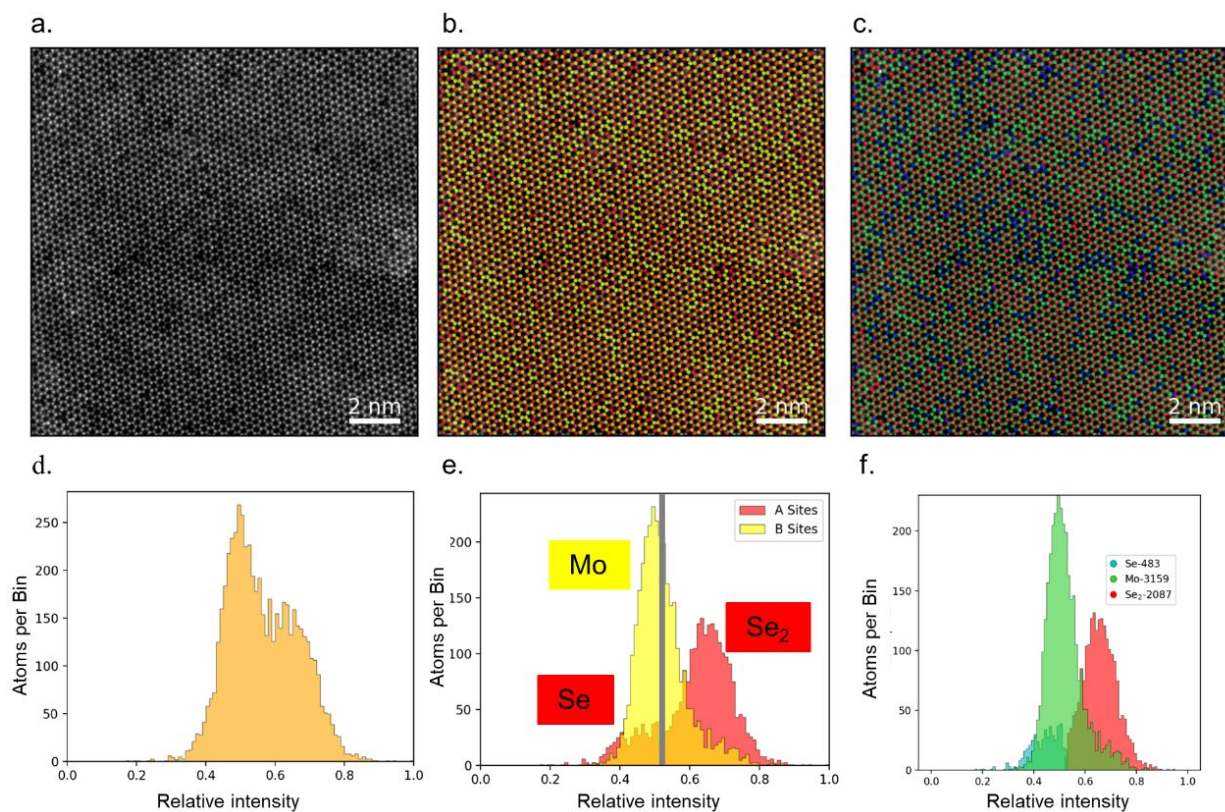 a.
b.
c.
2 nm
2 nm
2 nm
d.
e.
f.
Atoms per Bin
250
200
150
100
50
0
0.0 0.2 0.4 0.6 0.8 1.0
Relative intensity
Atoms per Bin
200
150
100
50
0
Mo
Se
Se₂
A Sites
B Sites
0.0 0.2 0.4 0.6 0.8 1.0
Relative intensity
Atoms per Bin
200
150
100
50
0
Se-483
Mo-3159
Se₂-2087
0.0 0.2 0.4 0.6 0.8 1.0
Relative intensity